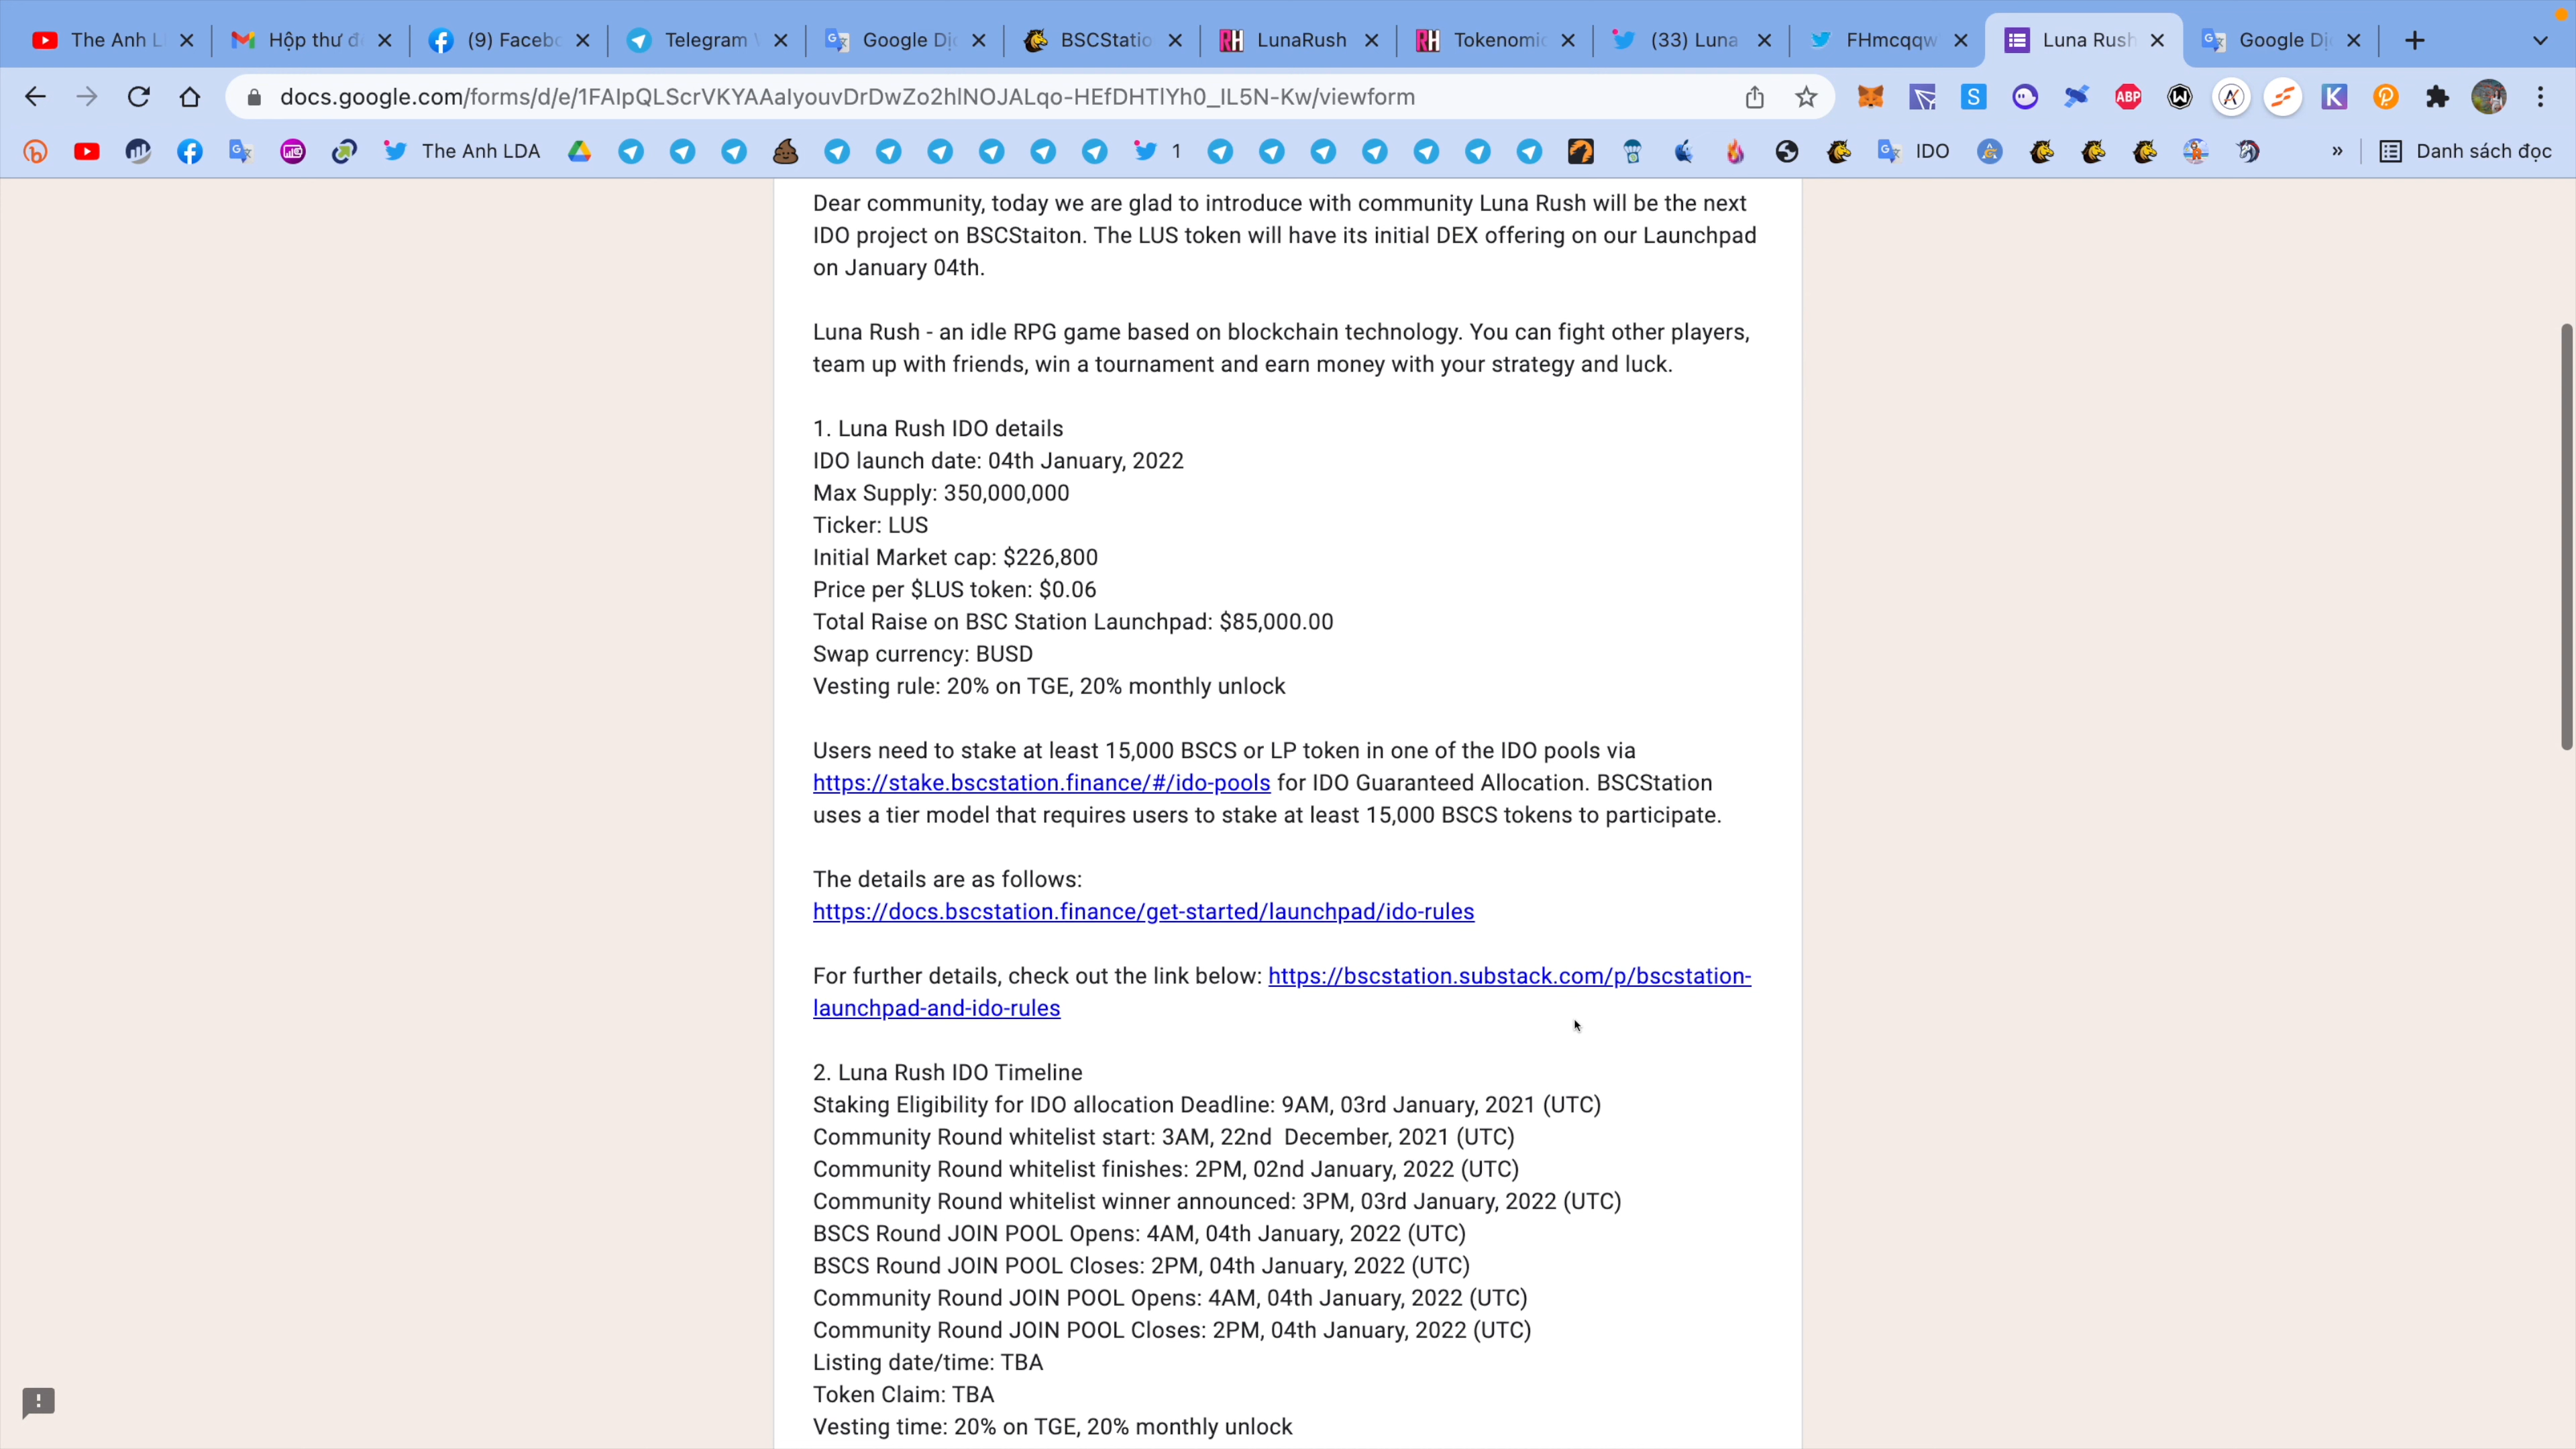 The Anh L
Hộp thư đ
(9) Facebo
Telegram
Google Dị
BSCStatio
LunaRush
Tokenomic
(33) Luna
FHmcqqw
Luna Rush
Google Dị
docs.google.com/forms/d/e/1FAIpQLScrVKYAAalyouvDrDwZo2hlNOJALqo-HEfDHTlYh0_IL5N-Kw/viewform
ABP
The Anh LDA
1
IDO
»
Danh sách đọc
Dear community, today we are glad to introduce with community Luna Rush will be the next
IDO project on BSCStaiton. The LUS token will have its initial DEX offering on our Launchpad
on January 04th.
Luna Rush - an idle RPG game based on blockchain technology. You can fight other players,
team up with friends, win a tournament and earn money with your strategy and luck.
1. Luna Rush IDO details
IDO launch date: 04th January, 2022
Max Supply: 350,000,000
Ticker: LUS
Initial Market cap: $226,800
Price per $LUS token: $0.06
Total Raise on BSC Station Launchpad: $85,000.00
Swap currency: BUSD
Vesting rule: 20% on TGE, 20% monthly unlock
Users need to stake at least 15,000 BSCS or LP token in one of the IDO pools via
https://stake.bscstation.finance/#/ido-pools for IDO Guaranteed Allocation. BSCStation
uses a tier model that requires users to stake at least 15,000 BSCS tokens to participate.
The details are as follows:
https://docs.bscstation.finance/get-started/launchpad/ido-rules
For further details, check out the link below: https://bscstation.substack.com/p/bscstation-
launchpad-and-ido-rules
2. Luna Rush IDO Timeline
Staking Eligibility for IDO allocation Deadline: 9AM, 03rd January, 2021 (UTC)
Community Round whitelist start: 3AM, 22nd  December, 2021 (UTC)
Community Round whitelist finishes: 2PM, 02nd January, 2022 (UTC)
Community Round whitelist winner announced: 3PM, 03rd January, 2022 (UTC)
BSCS Round JOIN POOL Opens: 4AM, 04th January, 2022 (UTC)
BSCS Round JOIN POOL Closes: 2PM, 04th January, 2022 (UTC)
Community Round JOIN POOL Opens: 4AM, 04th January, 2022 (UTC)
Community Round JOIN POOL Closes: 2PM, 04th January, 2022 (UTC)
Listing date/time: TBA
Token Claim: TBA
Vesting time: 20% on TGE, 20% monthly unlock